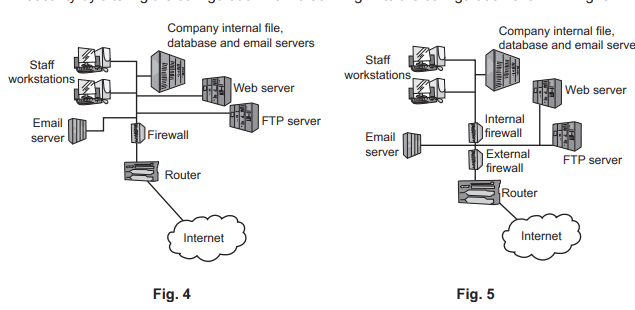 Company internal file,
database and email servers
Staff
workstations
Web server
Email
server
FTP server
Firewall
Router
Internet
Fig. 4
Company internal file,
database and email serve
Staff
workstations
Web server
Internal
firewall
Email
server
External
firewall
FTP server
Router
Internet
Fig. 5